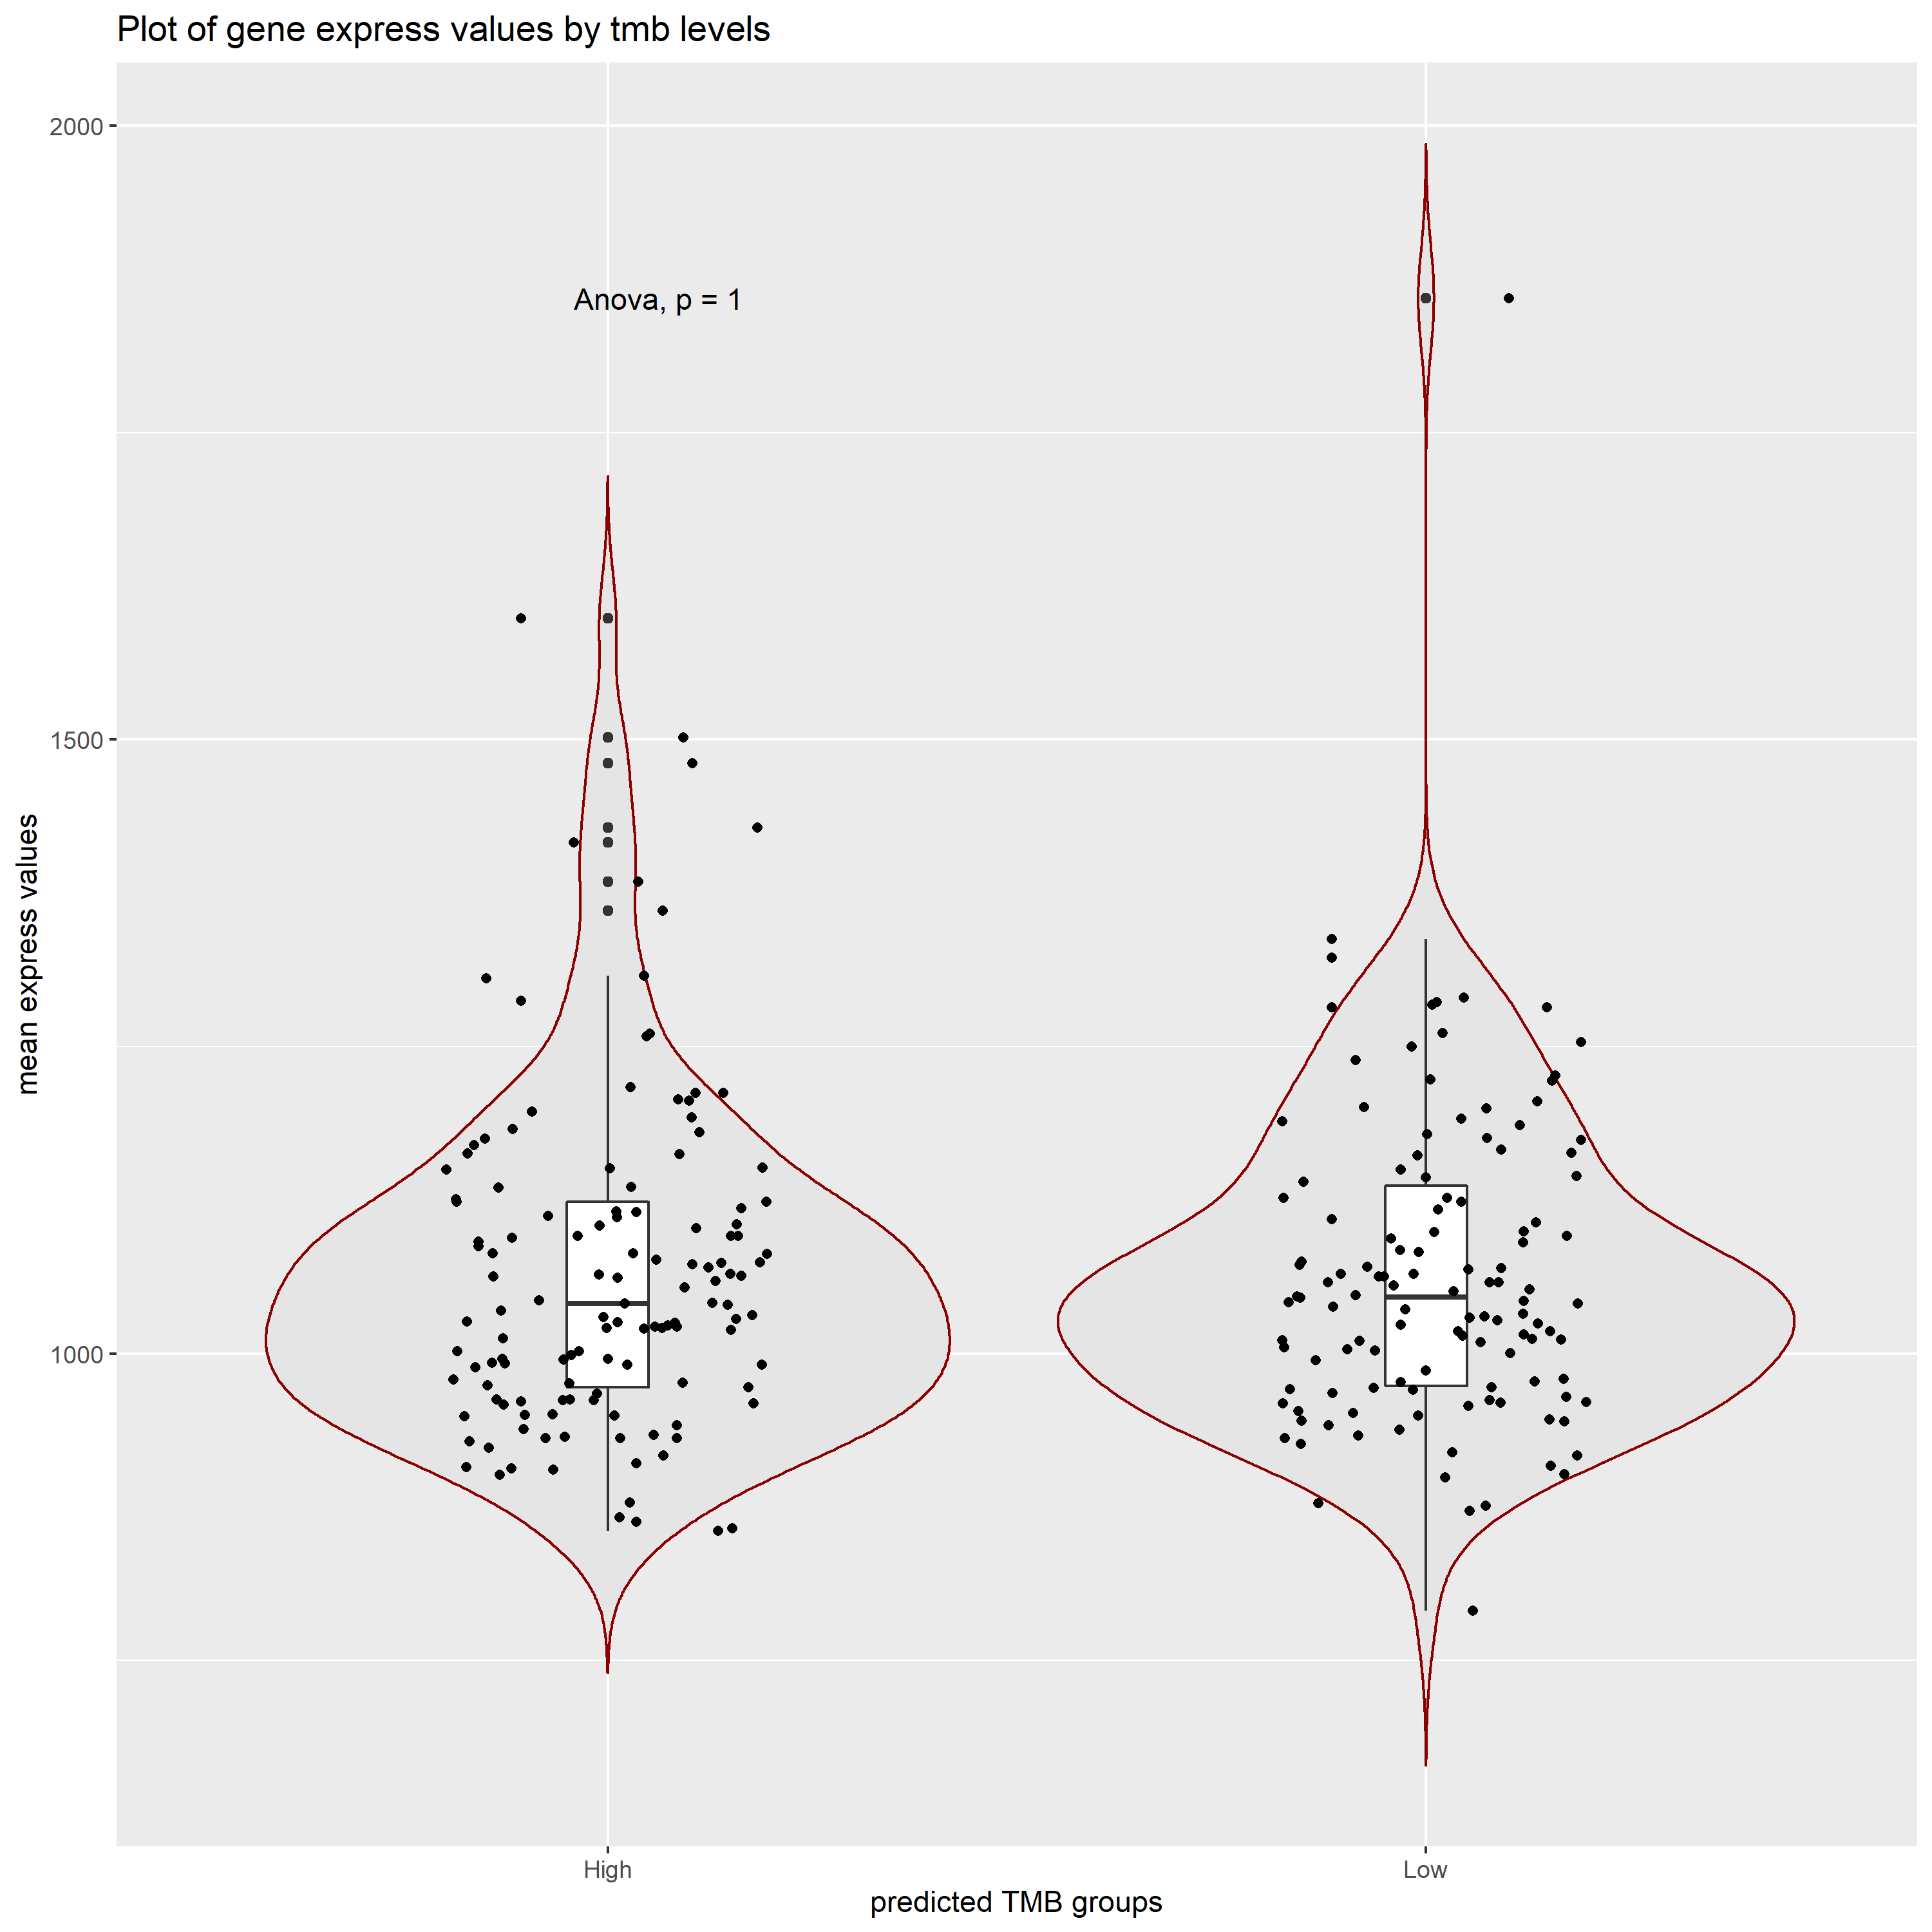 Plot of gene express values by tmb levels
2000
Anova, p = 1
1500
mean express values
1000
High
Low
predicted TMB groups